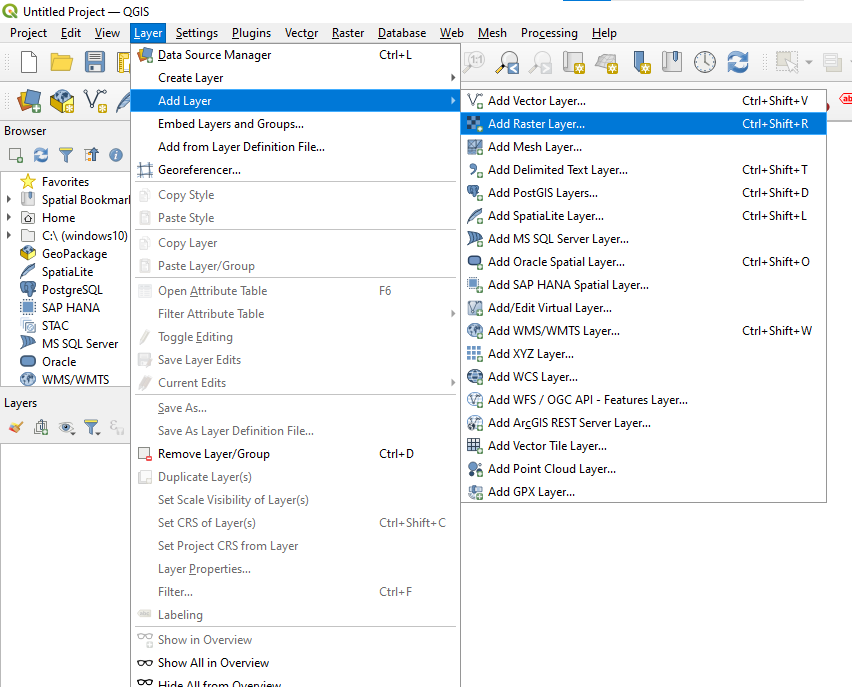 Untitled Project — QGIS
Project Edit View Layer Settings Plugins Vector Raster Database Web Mesh Processing Help
Data Source Manager Ctrl+L
Create Layer
Add Layer
Embed Layers and Groups...
Add from Layer Definition File...
Georeferencer...
Copy Style
Paste Style
Copy Layer
Paste Layer/Group
Open Attribute Table F6
Filter Attribute Table
Toggle Editing
Save Layer Edits
Current Edits
Save As...
Save As Layer Definition File...
Remove Layer/Group Ctrl+D
Duplicate Layer(s)
Set Scale Visibility of Layer(s)
Set CRS of Layer(s) Ctrl+Shift+C
Set Project CRS from Layer
Layer Properties...
Filter... Ctrl+F
Labeling
Show in Overview
Show All in Overview
Hide All from Overview
Add Vector Layer... Ctrl+Shift+V
Add Raster Layer... Ctrl+Shift+R
Add Mesh Layer...
Add Delimited Text Layer... Ctrl+Shift+T
Add PostGIS Layers... Ctrl+Shift+D
Add SpatiaLite Layer... Ctrl+Shift+L
Add MS SQL Server Layer...
Add Oracle Spatial Layer... Ctrl+Shift+O
Add SAP HANA Spatial Layer...
Add/Edit Virtual Layer...
Add WMS/WMTS Layer... Ctrl+Shift+W
Add XYZ Layer...
Add WCS Layer...
Add WFS / OGC API - Features Layer...
Add ArcGIS REST Server Layer...
Add Vector Tile Layer...
Add Point Cloud Layer...
Add GPX Layer...
Browser
Favorites
Spatial Bookmar
Home
C:\ (windows10)
GeoPackage
SpatiaLite
PostgreSQL
SAP HANA
STAC
MS SQL Server
Oracle
WMS/WMTS
Layers